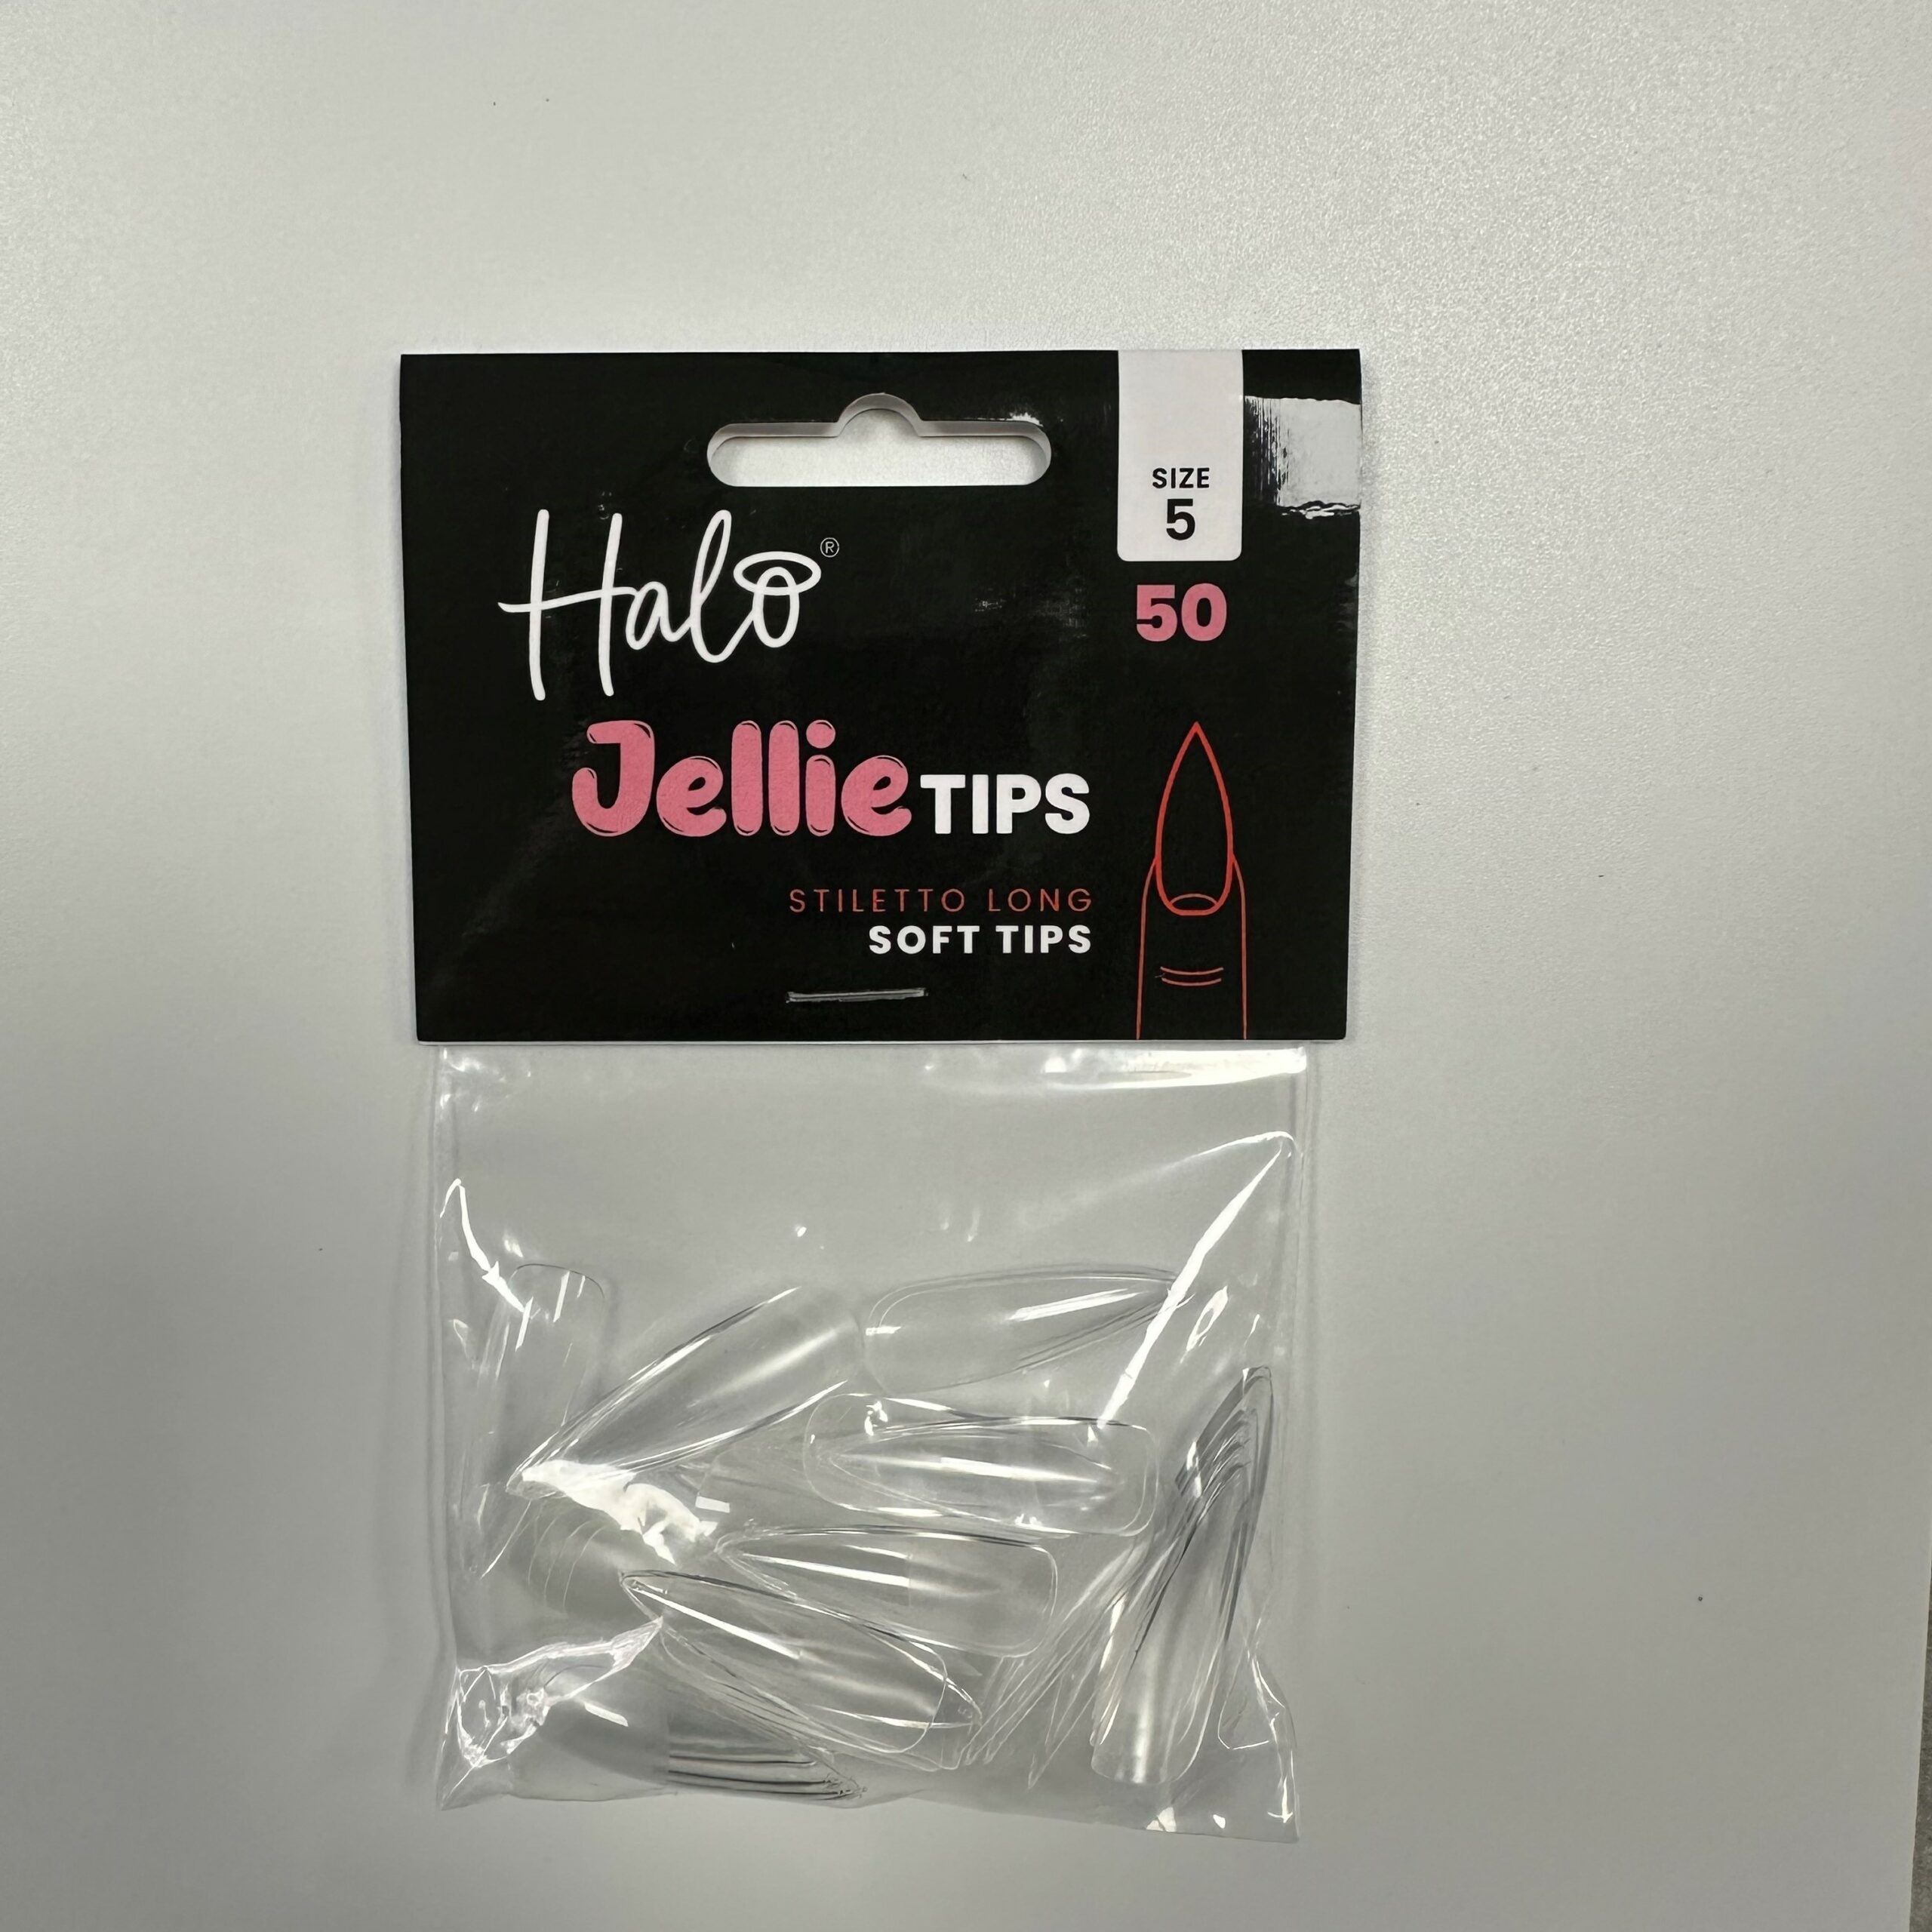 SIZE
5
Halo®
50
Jellie TIPS
STILETTO LONG
SOFT TIPS